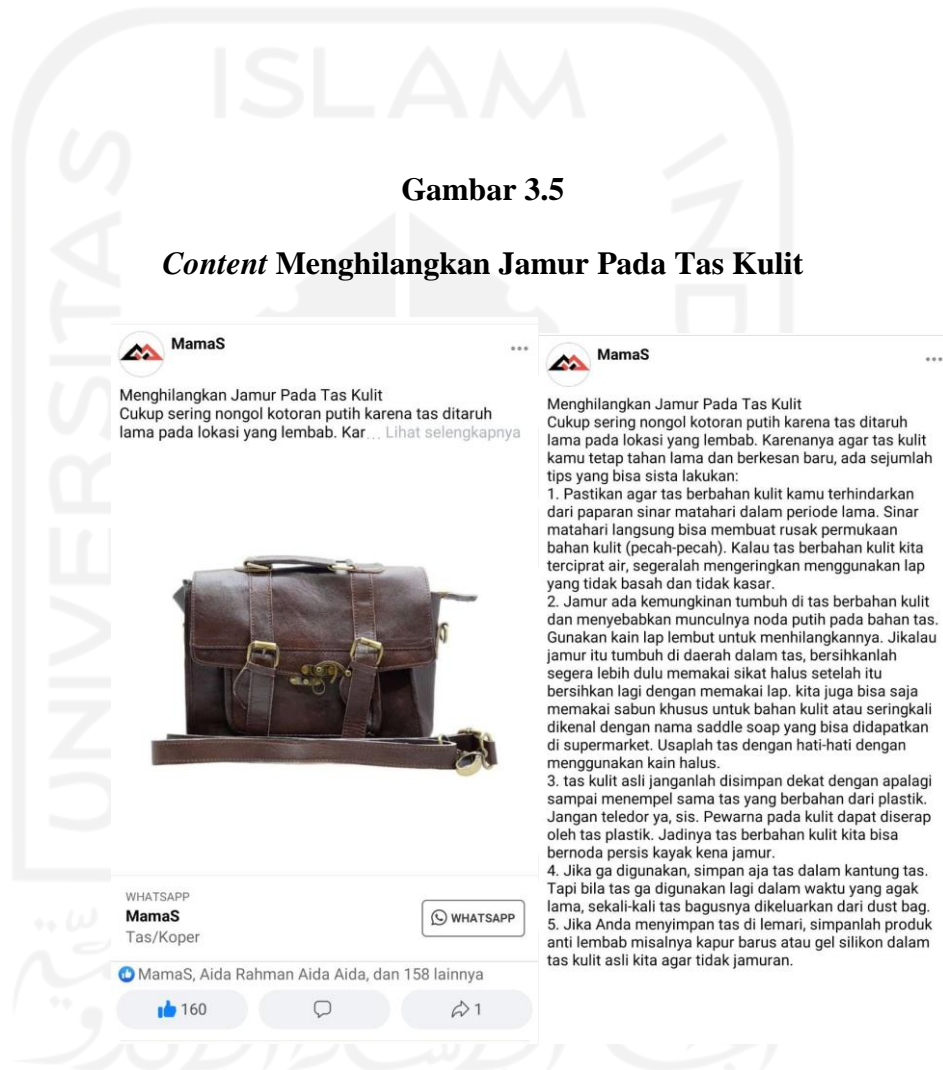 ISLAM
UNIVERSITAS
Gambar 3.5
Content Menghilangkan Jamur Pada Tas Kulit
MamaS
Menghilangkan Jamur Pada Tas Kulit
Cukup sering nongol kotoran putih karena tas ditaruh
lama pada lokasi yang lembab. Kar... Lihat selengkapnya
WHATSAPP
MamaS
Tas/Koper
WHATSAPP
MamaS, Aida Rahman Aida Aida, dan 158 lainnya
160
1
MamaS
Menghilangkan Jamur Pada Tas Kulit
Cukup sering nongol kotoran putih karena tas ditaruh
lama pada lokasi yang lembab. Karenanya agar tas kulit
kamu tetap tahan lama dan berkesan baru, ada sejumlah
tips yang bisa sista lakukan:
1. Pastikan agar tas berbahan kulit kamu terhindarkan
dari paparan sinar matahari dalam periode lama. Sinar
matahari langsung bisa membuat rusak permukaan
bahan kulit (pecah-pecah). Kalau tas berbahan kulit kita
terciprat air, segeralah mengeringkan menggunakan lap
yang tidak basah dan tidak kasar.
2. Jamur ada kemungkinan tumbuh di tas berbahan kulit
dan menyebabkan munculnya noda putih pada bahan tas.
Gunakan kain lap lembut untuk menhilangkannya. Jikalau
jamur itu tumbuh di daerah dalam tas, bersihkanlah
segera lebih dulu memakai sikat halus setelah itu
bersihkan lagi dengan memakai lap. kita juga bisa saja
memakai sabun khusus untuk bahan kulit atau seringkali
dikenal dengan nama saddle soap yang bisa didapatkan
di supermarket. Usaplah tas dengan hati-hati dengan
menggunakan kain halus.
3. tas kulit asli janganlah disimpan dekat dengan apalagi
sampai menempel sama tas yang berbahan dari plastik.
Jangan teledor ya, sis. Pewarna pada kulit dapat diserap
oleh tas plastik. Jadinya tas berbahan kulit kita bisa
bernoda persis kayak kena jamur.
4. Jika ga digunakan, simpan aja tas dalam kantung tas.
Tapi bila tas ga digunakan lagi dalam waktu yang agak
lama, sekali-kali tas bagusnya dikeluarkan dari dust bag.
5. Jika Anda menyimpan tas di lemari, simpanlah produk
anti lembab misalnya kapur barus atau gel silikon dalam
tas kulit asli kita agar tidak jamuran.